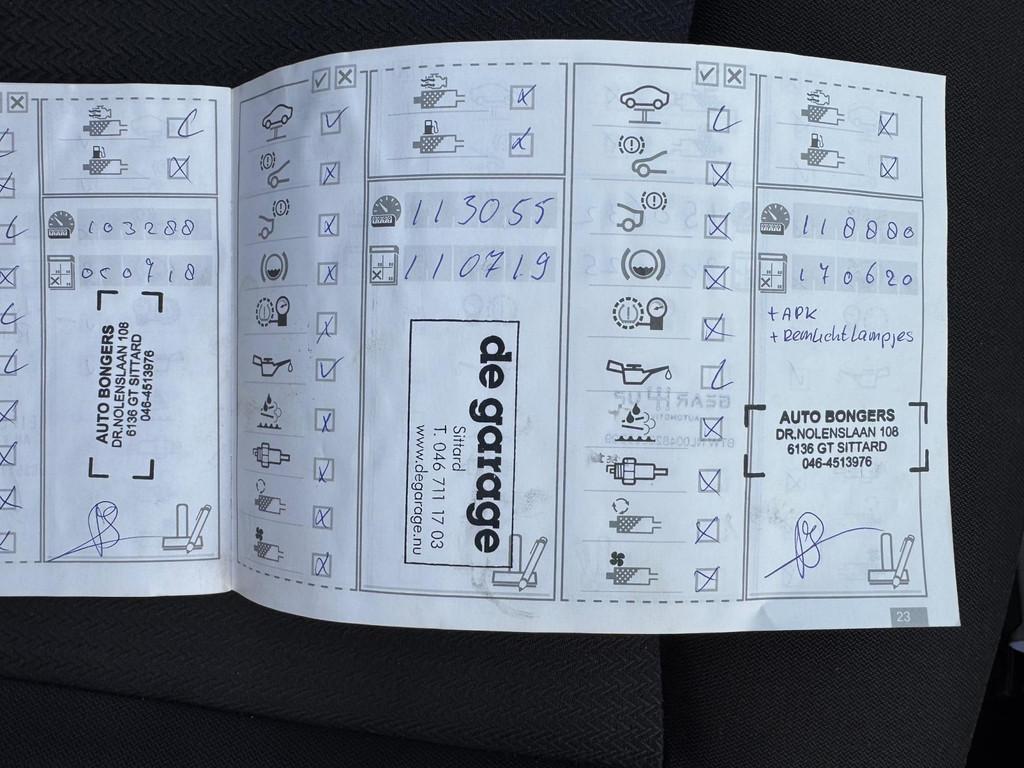 103288
AUTO BONGERS
DR.NOLENSLAAN 108
6136 GT SITTARD
046-4513976
113055
110719
de garage
Sittard
T. 046 711 17 03
www.degarage.nu
118880
170620
+ APK
+ Remlicht Lampjes
AUTO BONGERS
DR.NOLENSLAAN 108
6136 GT SITTARD
046-4513976
23